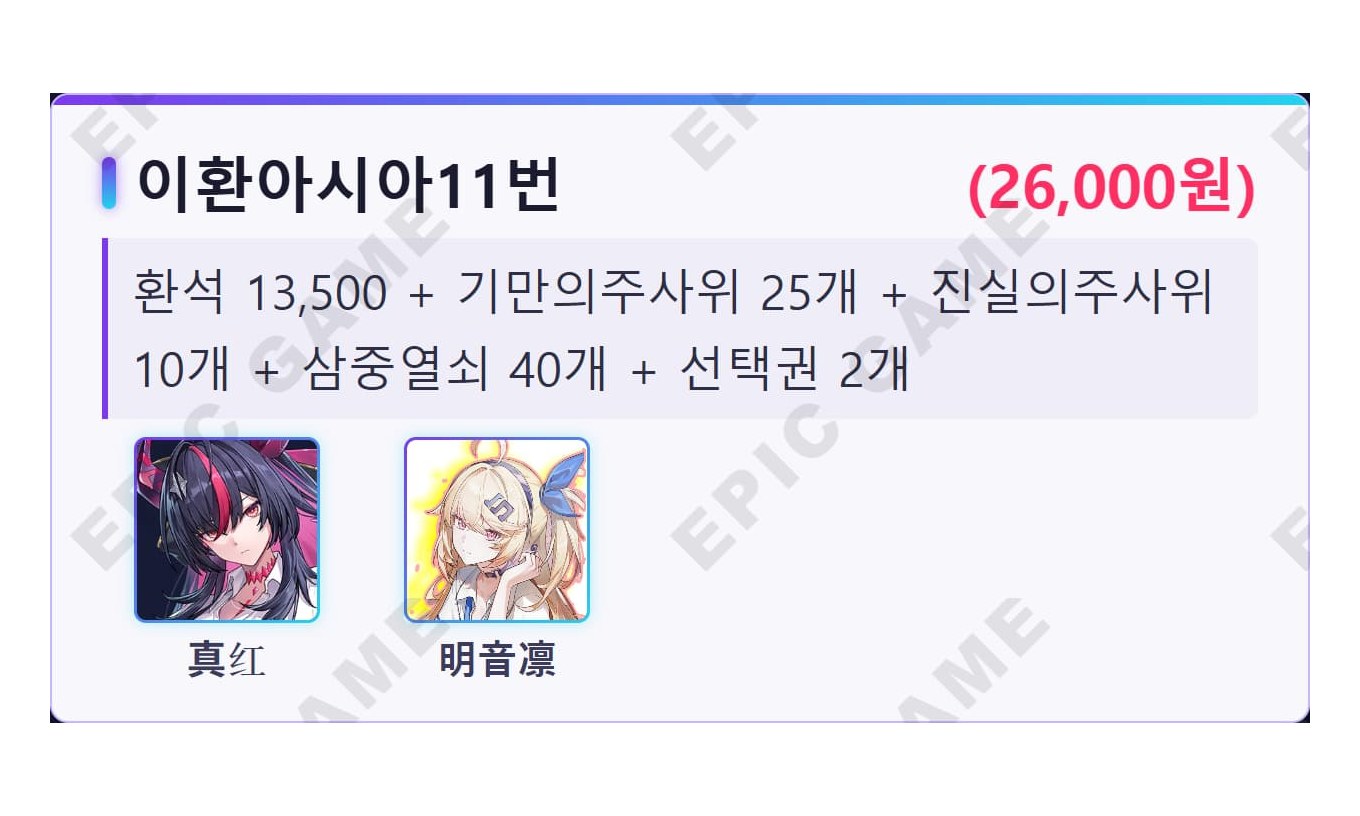 이환아시아11번
(26,000원)
환석 13,500 + 기만의주사위 25개 + 진실의주사위
10개 + 삼중열쇠 40개 + 선택권 2개
真红
明音凛
EPIC GAME